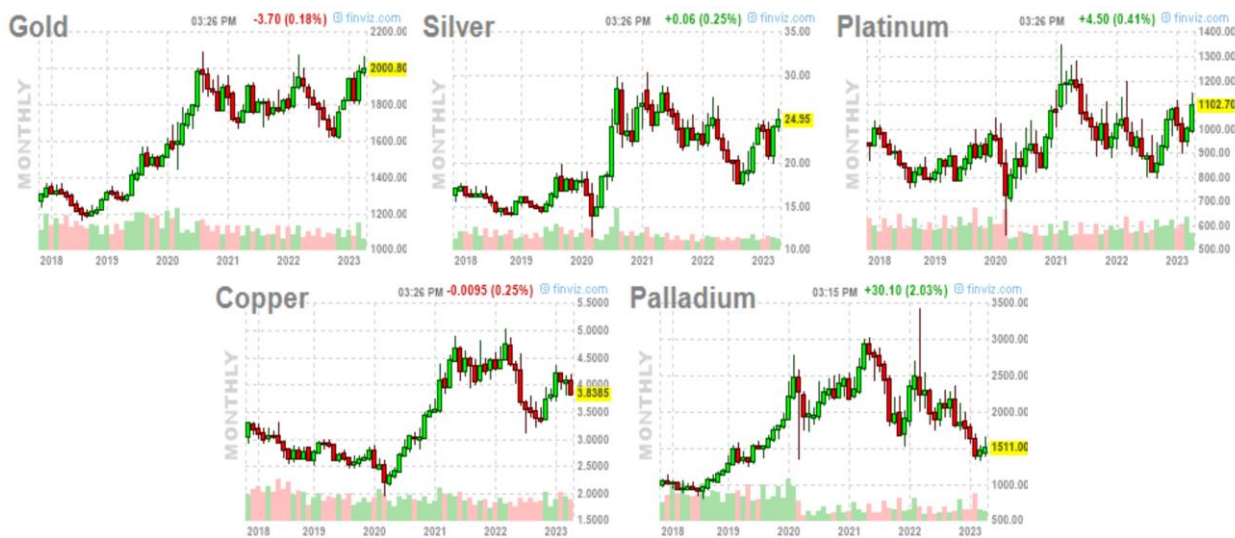 Gold
03:26 PM -3.70 (0.18%) finviz.com
MONTHLY
2200.00
2000.80
1800.00
1600.00
1400.00
1200.00
1000.00
2018 2019 2020 2021 2022 2023
Silver
03:26 PM +0.06 (0.25%) finviz.com
MONTHLY
35.00
30.00
24.55
20.00
15.00
10.00
2018 2019 2020 2021 2022 2023
Platinum
03:26 PM +4.50 (0.41%) finviz.com
MONTHLY
1400.00
1300.00
1200.00
1102.70
1000.00
900.00
800.00
700.00
600.00
500.00
2018 2019 2020 2021 2022 2023
Copper
03:26 PM -0.0095 (0.25%) finviz.com
MONTHLY
5.5000
5.0000
4.5000
4.0000
3.8385
3.5000
3.0000
2.5000
2.0000
1.5000
2018 2019 2020 2021 2022 2023
Palladium
03:15 PM +30.10 (2.03%) finviz.com
MONTHLY
3500.00
3000.00
2500.00
2000.00
1511.00
1000.00
500.00
2018 2019 2020 2021 2022 2023